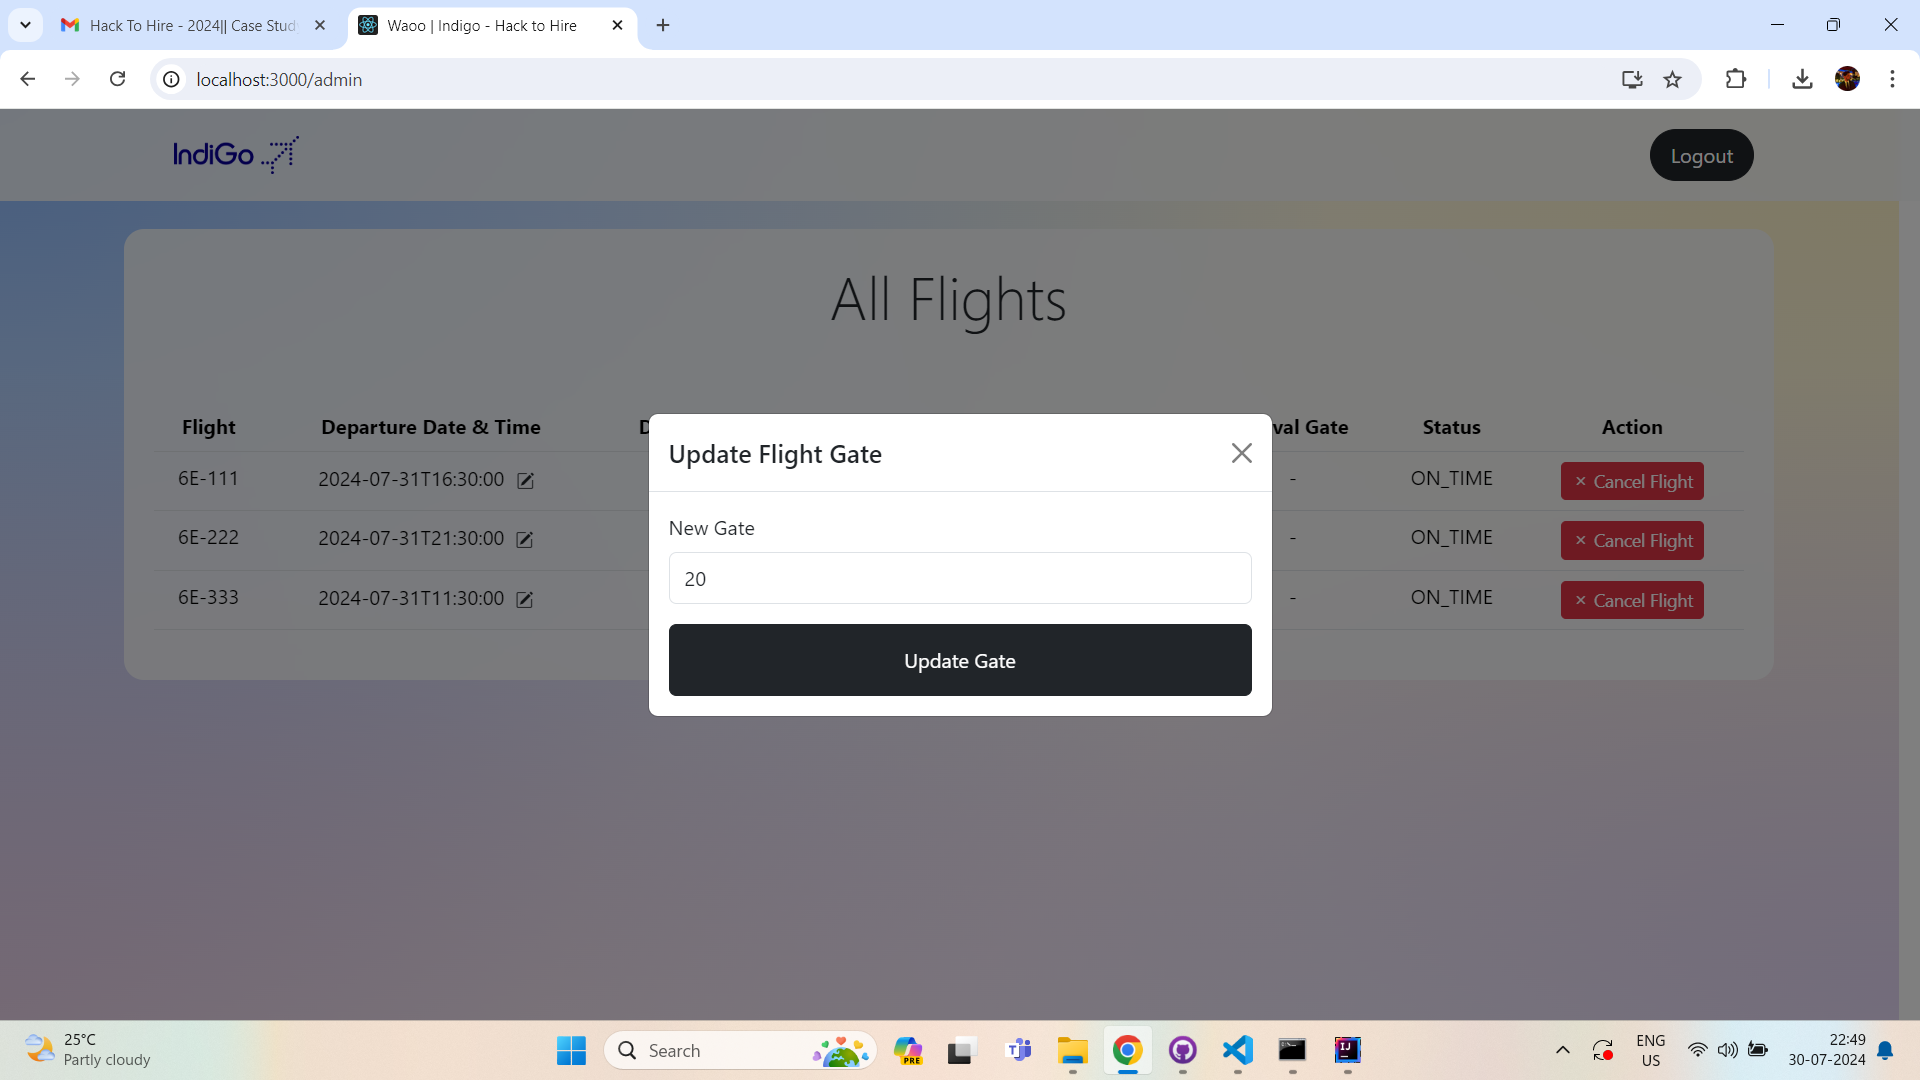 Hack To Hire - 2024|| Case Stud
Waoo | Indigo - Hack to Hire
localhost:3000/admin
IndiGo
Logout
All Flights
Flight Departure Date & Time D val Gate Status Action
6E-111 2024-07-31T16:30:00 - ON_TIME × Cancel Flight
6E-222 2024-07-31T21:30:00 - ON_TIME × Cancel Flight
6E-333 2024-07-31T11:30:00 - ON_TIME × Cancel Flight
Update Flight Gate
New Gate
20
Update Gate
25°C
Partly cloudy
Search
PRE
IJ
ENG
US
22:49
30-07-2024